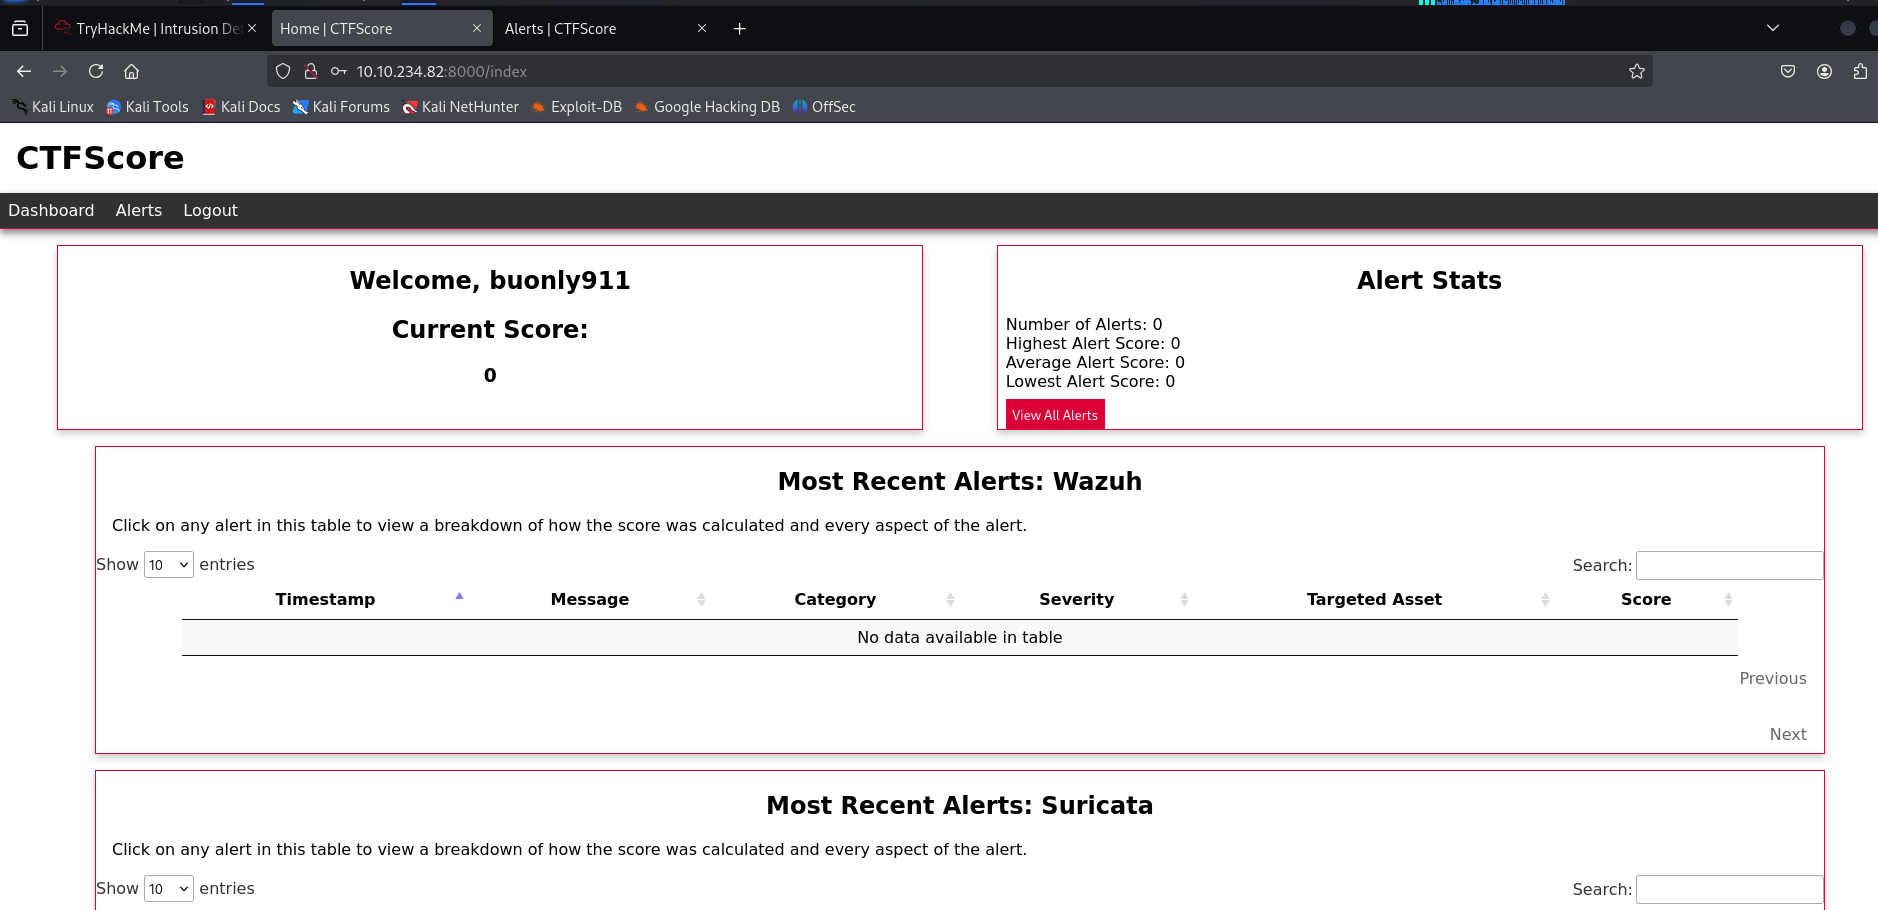 TryHackMe | Intrusion De
Home | CTFScore
Alerts | CTFScore
10.10.234.82:8000/index
Kali Linux Kali Tools Kali Docs Kali Forums Kali NetHunter Exploit-DB Google Hacking DB OffSec
CTFScore
Dashboard Alerts Logout
Welcome, buonly911
Current Score:
0
Alert Stats
Number of Alerts: 0
Highest Alert Score: 0
Average Alert Score: 0
Lowest Alert Score: 0
View All Alerts
Most Recent Alerts: Wazuh
Click on any alert in this table to view a breakdown of how the score was calculated and every aspect of the alert.
Show 10 entries
Search:
Timestamp Message Category Severity Targeted Asset Score
No data available in table
Previous
Next
Most Recent Alerts: Suricata
Click on any alert in this table to view a breakdown of how the score was calculated and every aspect of the alert.
Show 10 entries
Search: